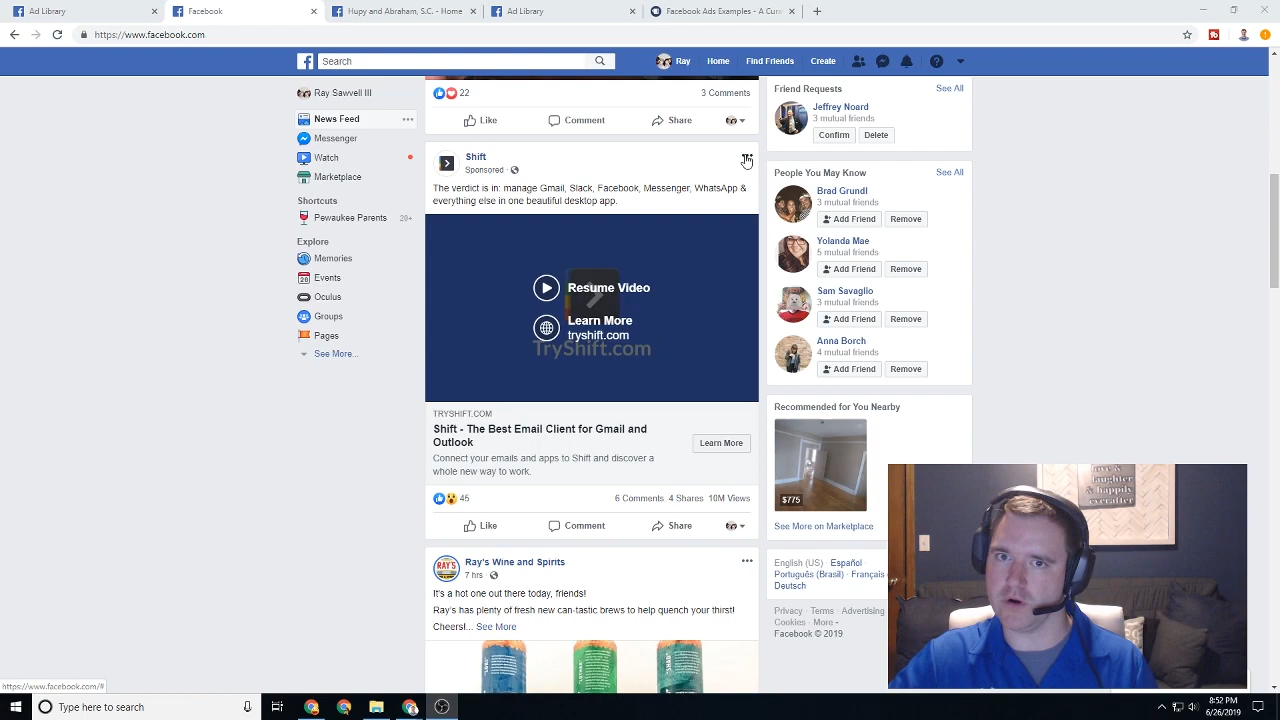 Ad Library
Facebook
Hupy and Abraham, S.C. - Home
Ad Library
Facebook Ads Examples - A Cura
https://www.facebook.com
Search
Ray
Home
Find Friends
Create
Ray Sawvell III
News Feed
Messenger
Watch
Marketplace
Shortcuts
Pewaukee Parents 20+
Explore
Memories
Events
Oculus
Groups
Pages
See More...
22
3 Comments
Like
Comment
Share
Shift
Sponsored ·
The verdict is in: manage Gmail, Slack, Facebook, Messenger, WhatsApp &
everything else in one beautiful desktop app.
Resume Video
Learn More
tryshift.com
TryShift.com
TRYSHIFT.COM
Shift - The Best Email Client for Gmail and
Outlook
Connect your emails and apps to Shift and discover a
whole new way to work.
Learn More
45
6 Comments 4 Shares 10M Views
Like
Comment
Share
RAY'S
Ray's Wine and Spirits
7 hrs ·
It's a hot one out there today, friends!
Ray's has plenty of fresh new can-tastic brews to help quench your thirst!
Cheers!... See More
Friend Requests
See All
Jeffrey Noard
3 mutual friends
Confirm
Delete
People You May Know
See All
Brad Grundl
3 mutual friends
Add Friend
Remove
Yolanda Mae
5 mutual friends
Add Friend
Remove
Sam Savaglio
3 mutual friends
Add Friend
Remove
Anna Borch
4 mutual friends
Add Friend
Remove
Recommended for You Nearby
$775
See More on Marketplace
English (US) · Español
Português (Brasil) · Français
Deutsch
Privacy · Terms · Advertising
Cookies · More
Facebook © 2019
love &
laughter
& happily
everafter
https://www.facebook.com/#
Type here to search
8:52 PM
6/26/2019